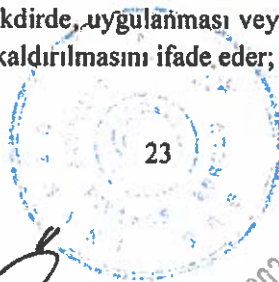 kdirde, uygulanması vey
kaldırılmasını ifade eder;
23